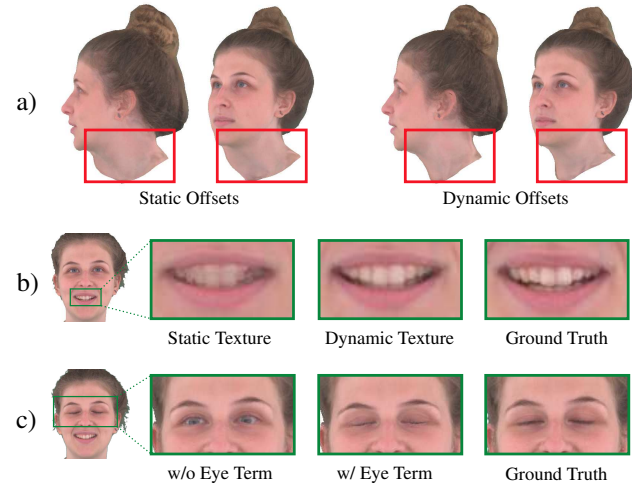 a)
Static Offsets
Dynamic Offsets
b)
Static Texture
Dynamic Texture
Ground Truth
c)
w/o Eye Term
w/ Eye Term
Ground Truth